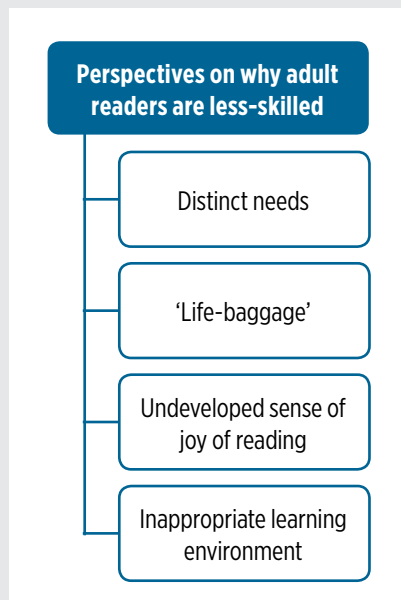 Perspectives on why adult
readers are less-skilled
Distinct needs
‘Life-baggage’
Undeveloped sense of
joy of reading
Inappropriate learning
environment